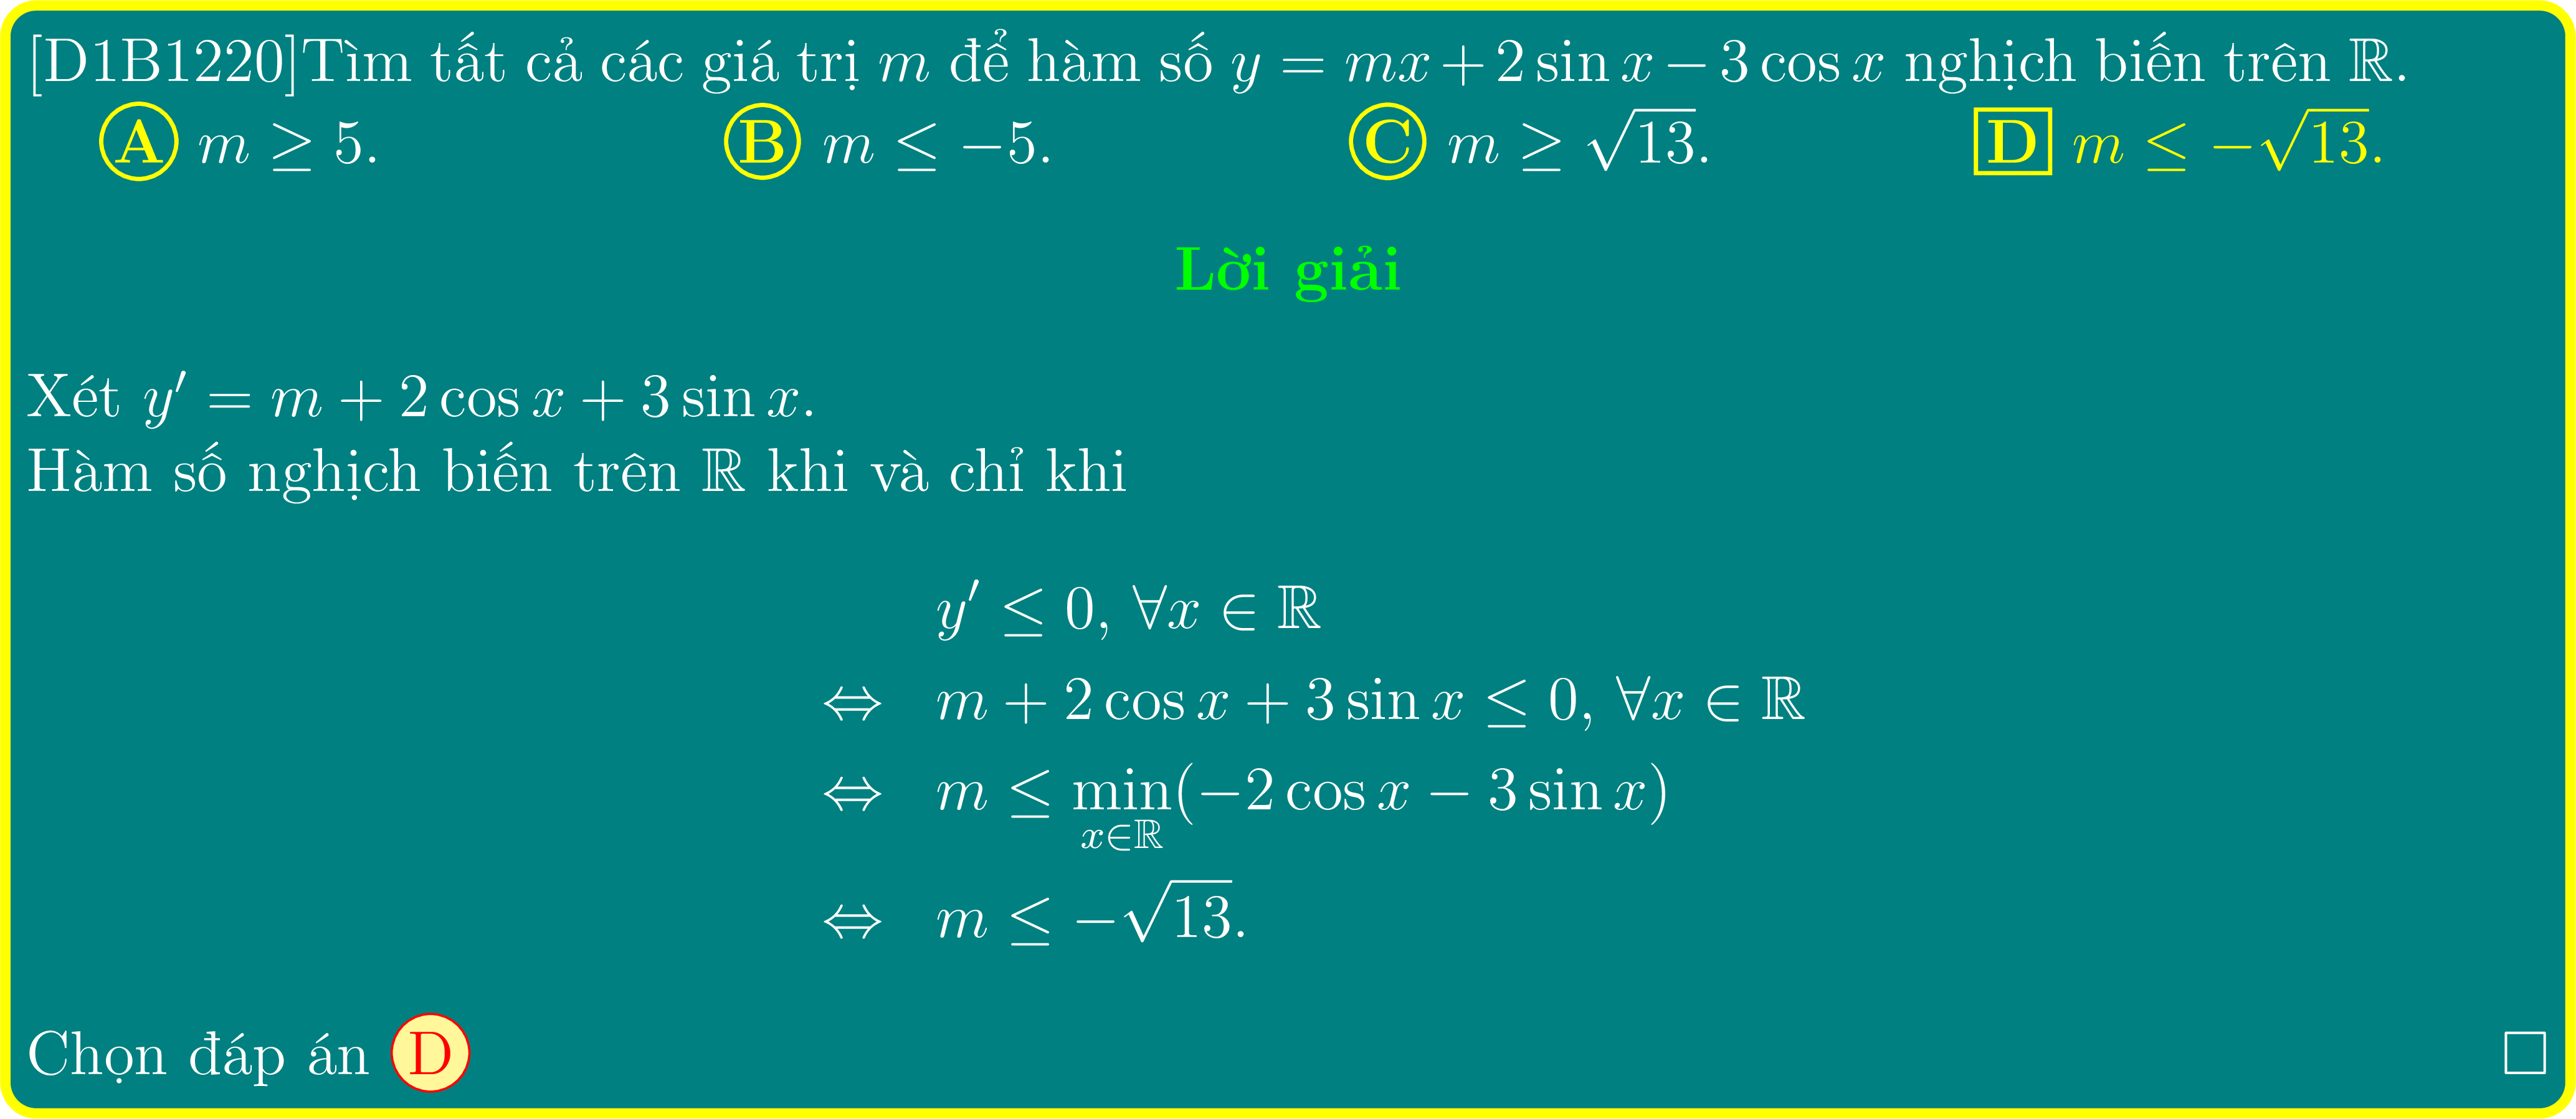 [D1B1220]Tìm tất cả các giá trị m để hàm số y = mx + 2 sin x − 3 cos x nghịch biến trên ℝ.
A m ≥ 5. B m ≤ −5. C m ≥ √13. D m ≤ −√13.
Lời giải
Xét y′ = m + 2 cos x + 3 sin x.
Hàm số nghịch biến trên ℝ khi và chỉ khi
y′ ≤ 0, ∀x ∈ ℝ
⇔ m + 2 cos x + 3 sin x ≤ 0, ∀x ∈ ℝ
⇔ m ≤ min(−2 cos x − 3 sin x)
x∈ℝ
⇔ m ≤ −√13.
Chọn đáp án D □